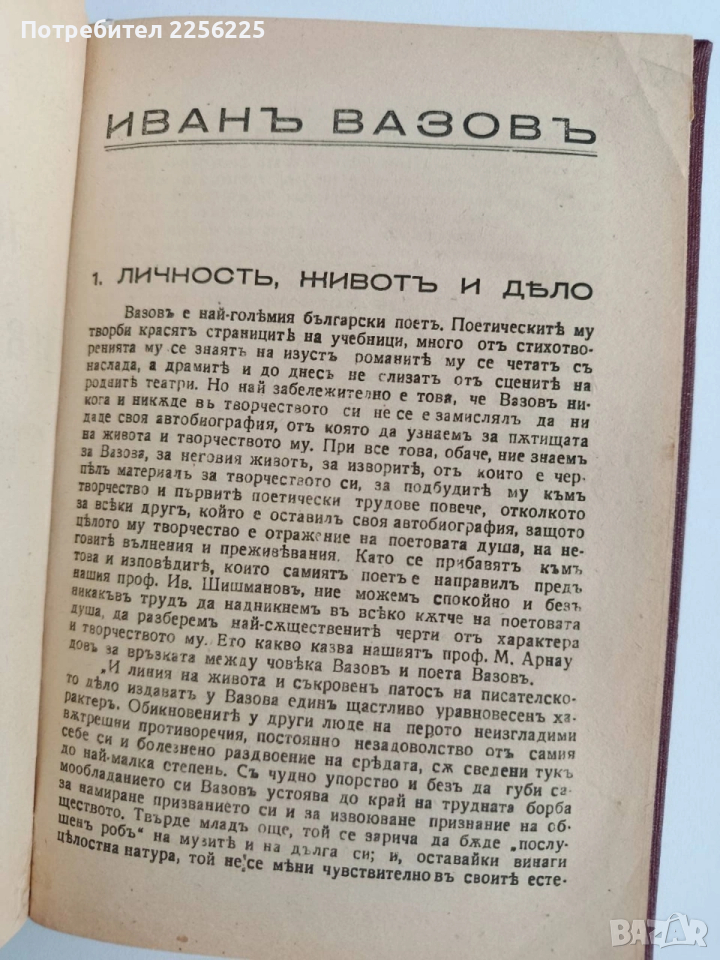 Потребител 2256225
ИВАНЪ ВАЗОВЪ
1. ЛИЧНОСТЬ, ЖИВОТЪ И ДѢЛО
Вазовъ е най-голѣмия български поетъ. Поетическитѣ му
творби красятъ страницитѣ на учебници, много отъ стихотво-
ренията му се знаятъ на изустъ романитѣ му се четатъ съ
наслада, а драмитѣ и до днесъ не слизатъ отъ сценитѣ на
роднитѣ театри. Но най забележително е това, че Вазовъ ни-
кога и никѫде въ творчеството си не се е замислялъ да ни
даде своя автобиография, отъ която да узнаемъ за пѫтищата
на живота и творчеството му. При все това, обаче, ние знаемъ
за Вазова, за неговия животъ, за изворитѣ, отъ които е чер-
пѣлъ материалъ за творчеството си, за подбудитѣ му къмъ
творчество и първитѣ поетически трудове повече, отколкото
за всѣки другъ, който е оставилъ своя автобиография, защото
цѣлото му творчество е отражение на поетовата душа, на не-
говитѣ вълнения и преживѣвания. Като се прибавятъ къмъ
това и изповѣдитѣ, които самиятъ поетъ е направилъ предъ
нашия проф. Ив. Шишмановъ, ние можемъ спокойно и безъ
никакъвъ трудъ да надникнемъ въ всѣко кѫтче на поетовата
душа, да разберемъ най-сѫщественитѣ черти отъ характера
и творчеството му. Ето какво казва нашиятъ проф. М. Арнау
довъ за връзката между човѣка Вазовъ и поета Вазовъ.
„И линия на живота и съкровенъ патосъ на писателско-
то дѣло издаватъ у Вазова единъ щастливо уравновесенъ ха-
рактеръ. Обикновенитѣ у други люде на перото неизгладими
вѫтрешни противоречия, постоянно незадоволство отъ самия
себе си и болезнено раздвоение на срѣдата, сѫ сведени тукъ
до най-малка степень. Съ чудно упорство и безъ да губи са-
мообладанието си Вазовъ устоява до край на трудната борба
за намиране призванието си и за извоюване признание на об-
ществото. Твърде младъ още, той се зарича да бѫде „послу-
шенъ робъ“ на музитѣ и на дълга си; и, оставайки винаги
цѣлостна натура, той не се мѣни чувствително въ своитѣ есте-
BAZAR